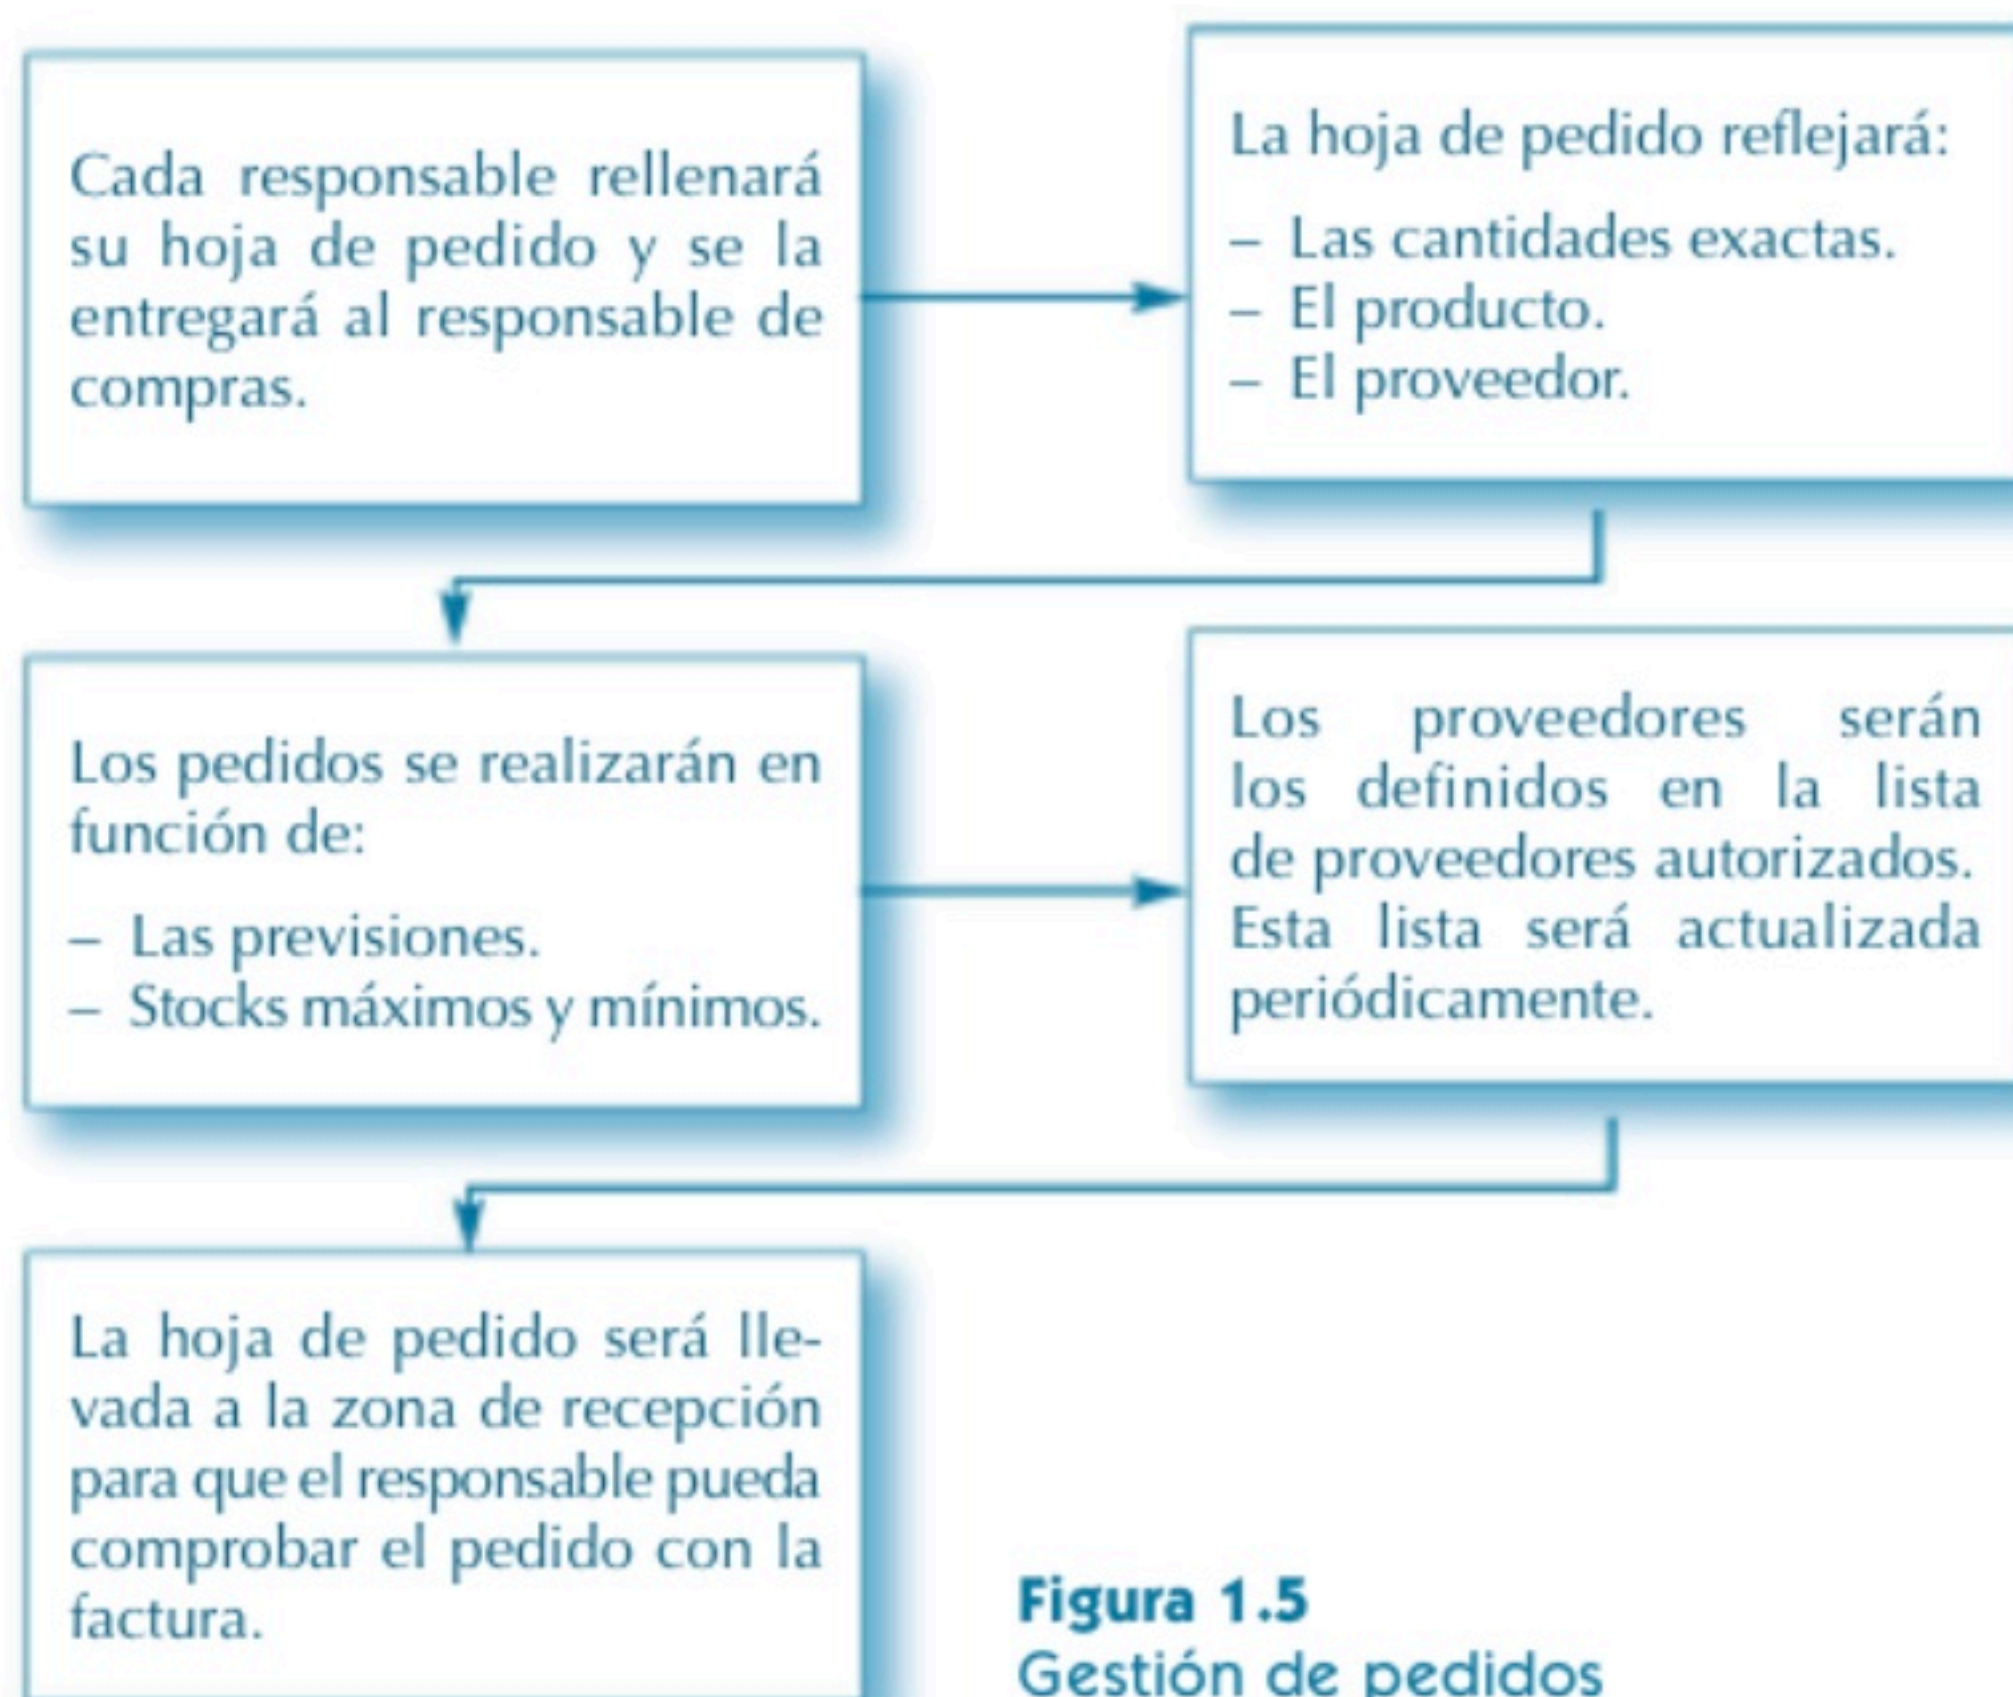 Cada responsable rellenará
su hoja de pedido y se la
entregará al responsable de
compras.
La hoja de pedido reflejará:
– Las cantidades exactas.
– El producto.
– El proveedor.
Los pedidos se realizarán en
función de:
– Las previsiones.
– Stocks máximos y mínimos.
Los proveedores serán
los definidos en la lista
de proveedores autorizados.
Esta lista será actualizada
periódicamente.
La hoja de pedido será lle-
vada a la zona de recepción
para que el responsable pueda
comprobar el pedido con la
factura.
Figura 1.5
Gestión de pedidos